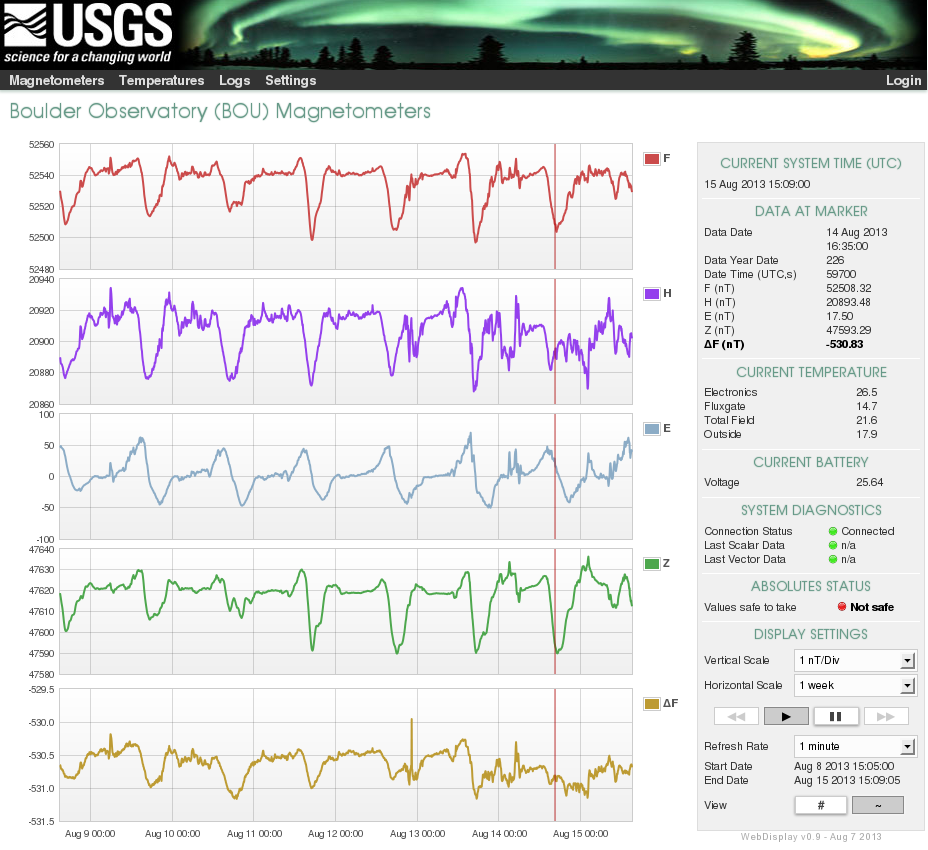 USGS
science for a changing world
Magnetometers Temperatures Logs Settings Login
Boulder Observatory (BOU) Magnetometers
52560
52540
52520
52500
52480
F
20940
20920
20900
20880
20860
H
100
50
0
-50
-100
E
47640
47630
47620
47610
47600
47590
47580
Z
-529.5
-530.0
-530.5
-531.0
-531.5
ΔF
Aug 9 00:00 Aug 10 00:00 Aug 11 00:00 Aug 12 00:00 Aug 13 00:00 Aug 14 00:00 Aug 15 00:00
CURRENT SYSTEM TIME (UTC)
15 Aug 2013 15:09:00
DATA AT MARKER
Data Date 14 Aug 2013
16:35:00
Data Year Date 226
Date Time (UTC,s) 59700
F (nT) 52508.32
H (nT) 20893.48
E (nT) 17.50
Z (nT) 47593.29
ΔF (nT) -530.83
CURRENT TEMPERATURE
Electronics 26.5
Fluxgate 14.7
Total Field 21.6
Outside 17.9
CURRENT BATTERY
Voltage 25.64
SYSTEM DIAGNOSTICS
Connection Status Connected
Last Scalar Data n/a
Last Vector Data n/a
ABSOLUTES STATUS
Values safe to take Not safe
DISPLAY SETTINGS
Vertical Scale 1 nT/Div
Horizontal Scale 1 week
Refresh Rate 1 minute
Start Date Aug 8 2013 15:05:00
End Date Aug 15 2013 15:09:05
View # ~
WebDisplay v0.9 - Aug 7 2013